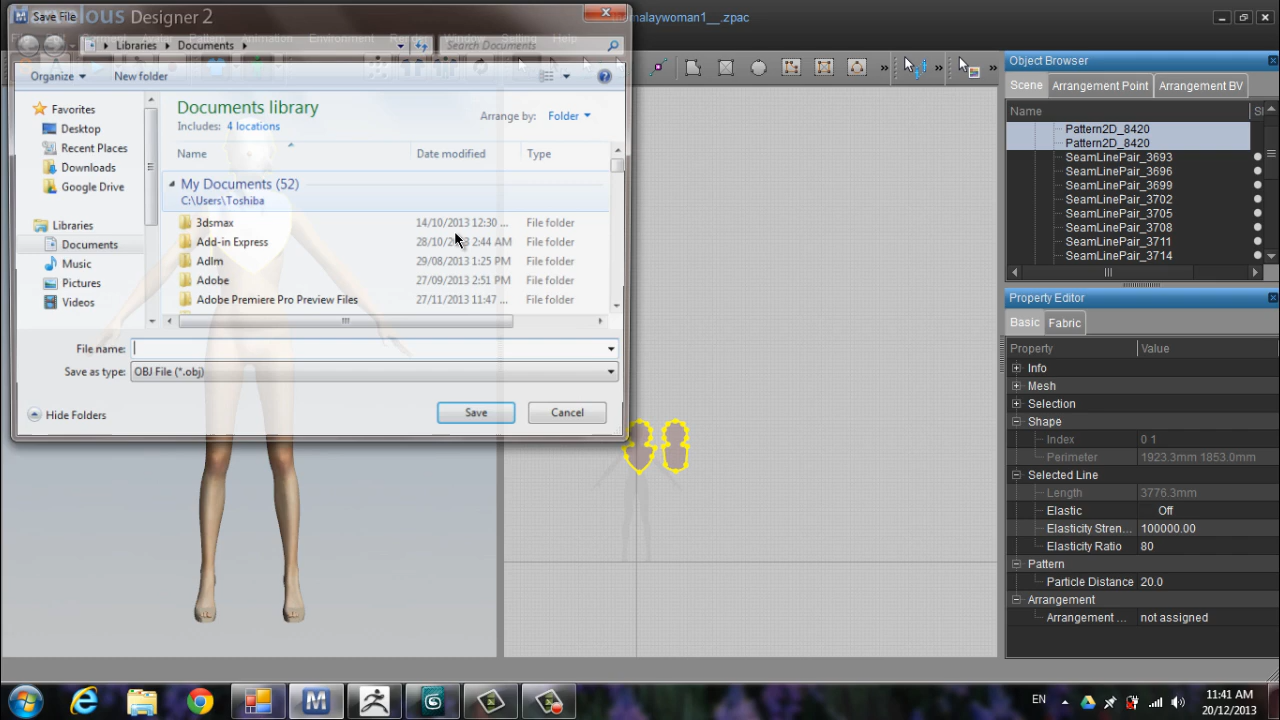 Save File
Marvelous Designer 2
malaywoman1__.zpac
Libraries
Documents
Search Documents
Animation
Environment
Setting
Help
Organize
New folder
Object Browser
Scene
Arrangement Point
Arrangement BV
Name
Favorites
Desktop
Recent Places
Downloads
Google Drive
Libraries
Documents
Music
Pictures
Videos
Documents library
Includes: 4 locations
Arrange by: Folder
Name
Date modified
Type
My Documents (52)
C:\Users\Toshiba
3dsmax 14/10/2013 12:30 ... File folder
Add-in Express 28/10/2013 2:44 AM File folder
Adlm 29/08/2013 1:25 PM File folder
Adobe 27/09/2013 2:51 PM File folder
Adobe Premiere Pro Preview Files 27/11/2013 11:47 ... File folder
File name:
Save as type: OBJ File (*.obj)
Hide Folders
Save
Cancel
Pattern2D_8420
Pattern2D_8420
SeamLinePair_3693
SeamLinePair_3696
SeamLinePair_3699
SeamLinePair_3702
SeamLinePair_3705
SeamLinePair_3708
SeamLinePair_3711
SeamLinePair_3714
Property Editor
Basic
Fabric
Property Value
Info
Mesh
Selection
Shape
Index 0 1
Perimeter 1923.3mm 1853.0mm
Selected Line
Length 3776.3mm
Elastic Off
Elasticity Stren... 100000.00
Elasticity Ratio 80
Pattern
Particle Distance 20.0
Arrangement
Arrangement ... not assigned
EN
11:41 AM
20/12/2013